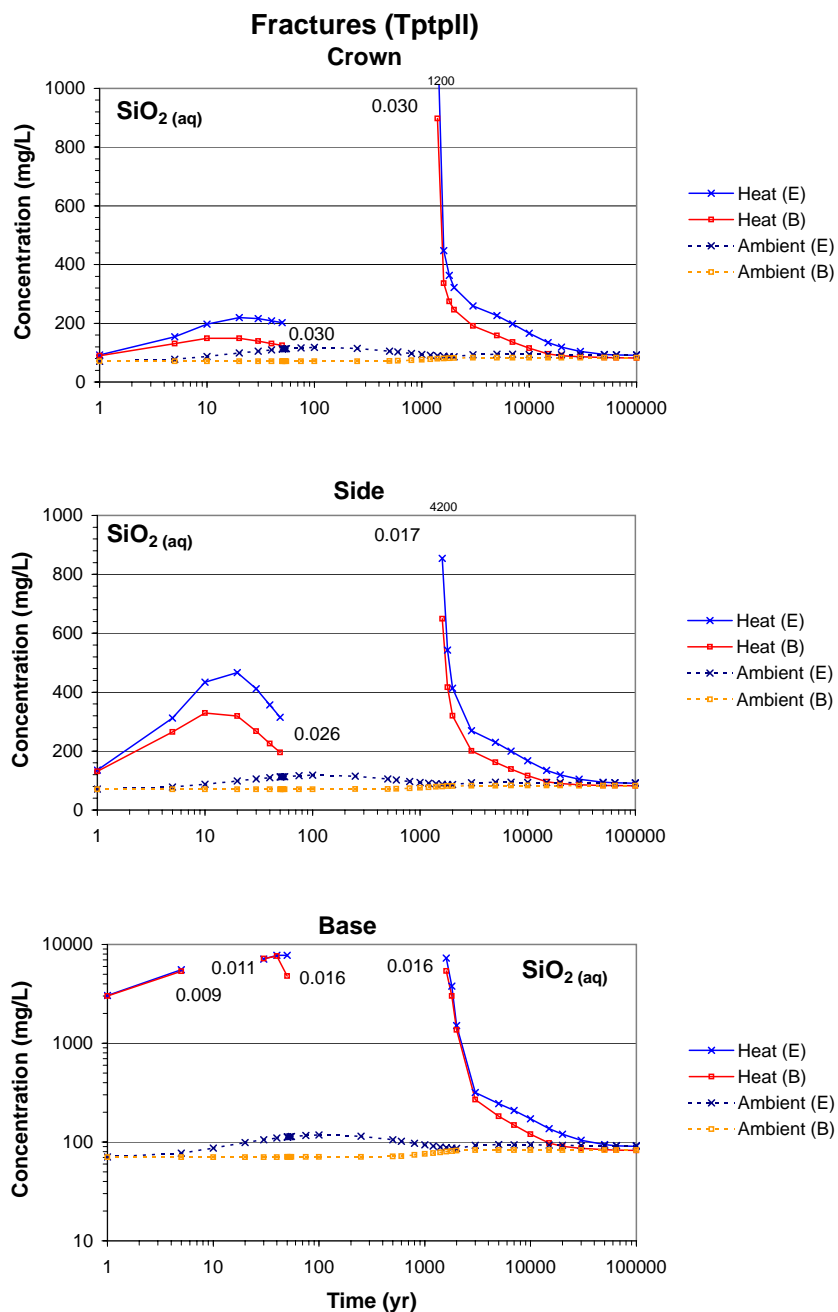 Fractures (Tptpll)
Crown
1200
1000
800
600
400
200
0
Concentration (mg/L)
SiO2 (aq)
0.030
0.030
1 10 100 1000 10000 100000
Heat (E)
Heat (B)
Ambient (E)
Ambient (B)
Side
4200
1000
800
600
400
200
0
Concentration (mg/L)
SiO2 (aq)
0.017
0.026
1 10 100 1000 10000 100000
Heat (E)
Heat (B)
Ambient (E)
Ambient (B)
Base
10000
1000
100
10
Concentration (mg/L)
0.009
0.011
0.016
0.016
SiO2 (aq)
1 10 100 1000 10000 100000
Time (yr)
Heat (E)
Heat (B)
Ambient (E)
Ambient (B)